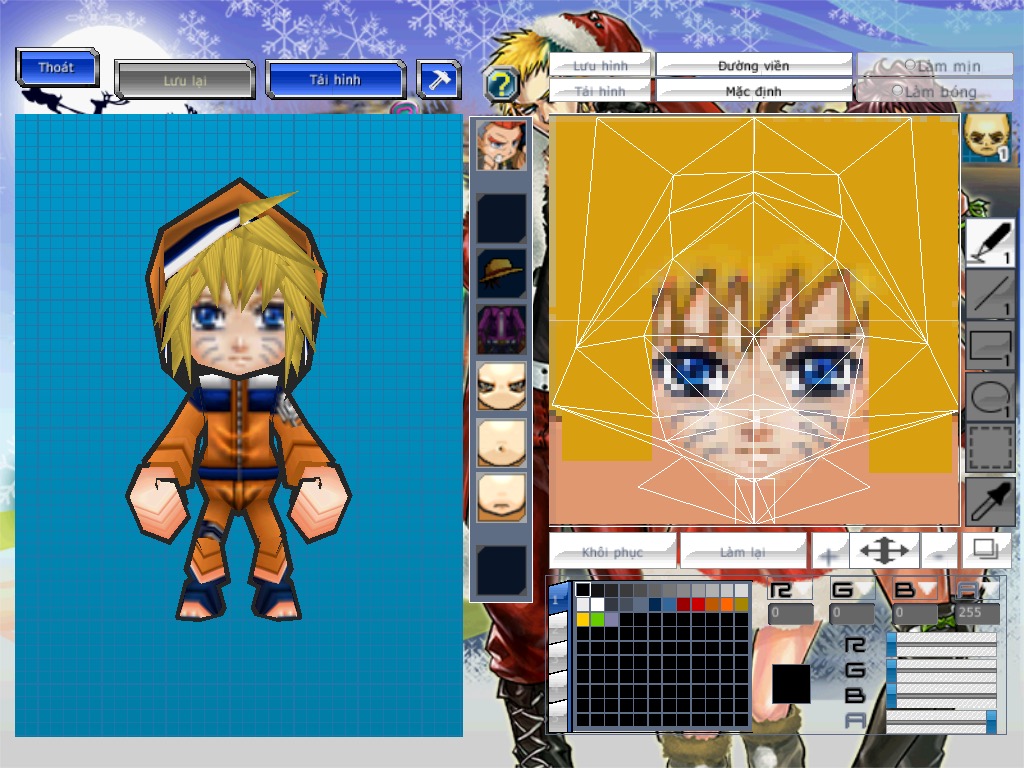 Thoát
Lưu lại
Tải hình
?
Lưu hình
Đường viền
Làm mịn
Tải hình
Mặc định
Làm bóng
1
1
1
1
1
Khôi phục
Làm lại
+
-
1
R G B A
0 0 0 255
R
G
B
A